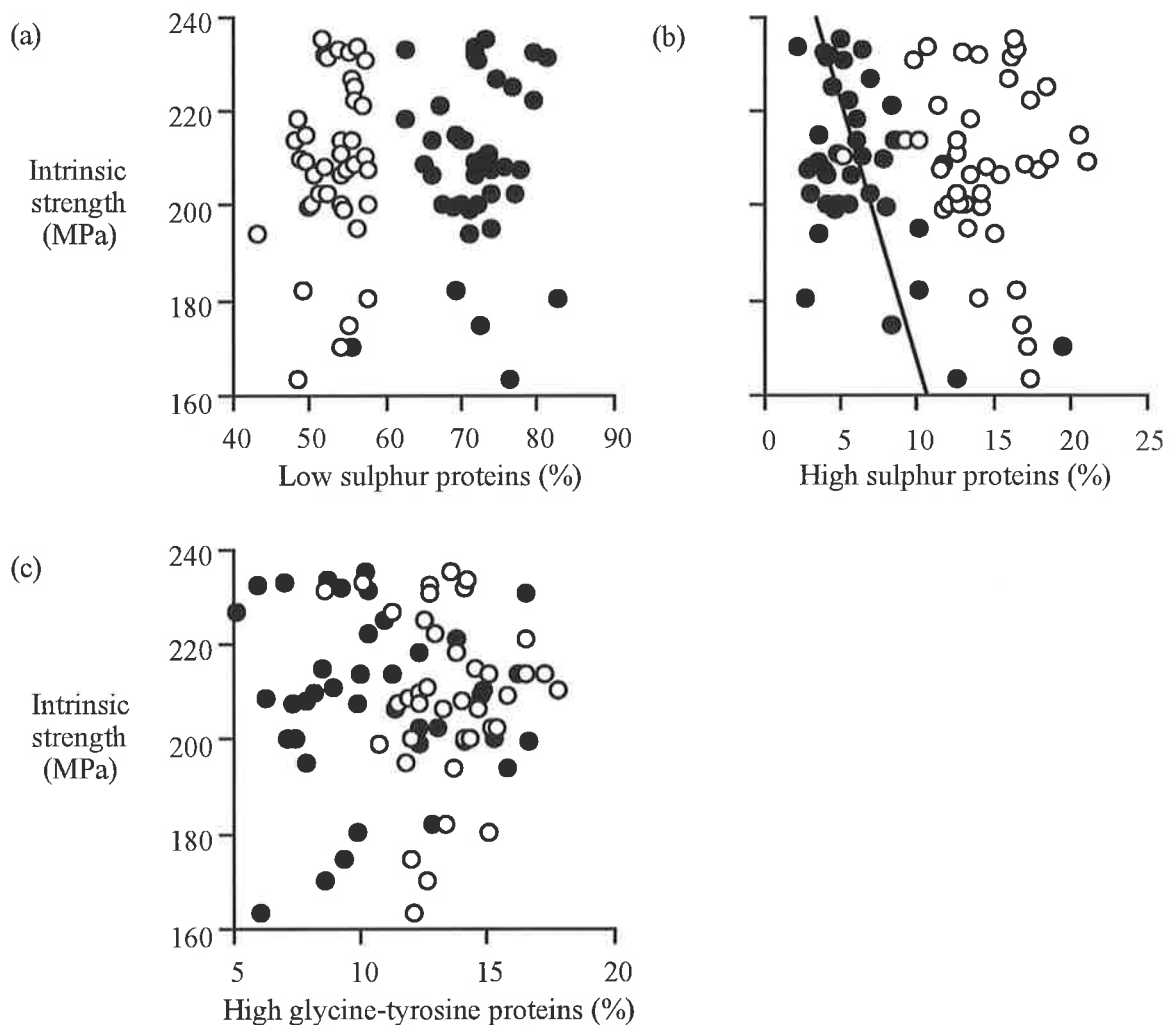 (a)
240
220
Intrinsic
strength
(MPa)
200
180
160
40 50 60 70 80 90
Low sulphur proteins (%)
(b)
0 5 10 15 20 25
High sulphur proteins (%)
(c)
240
220
Intrinsic
strength
(MPa)
200
180
160
5 10 15 20
High glycine-tyrosine proteins (%)